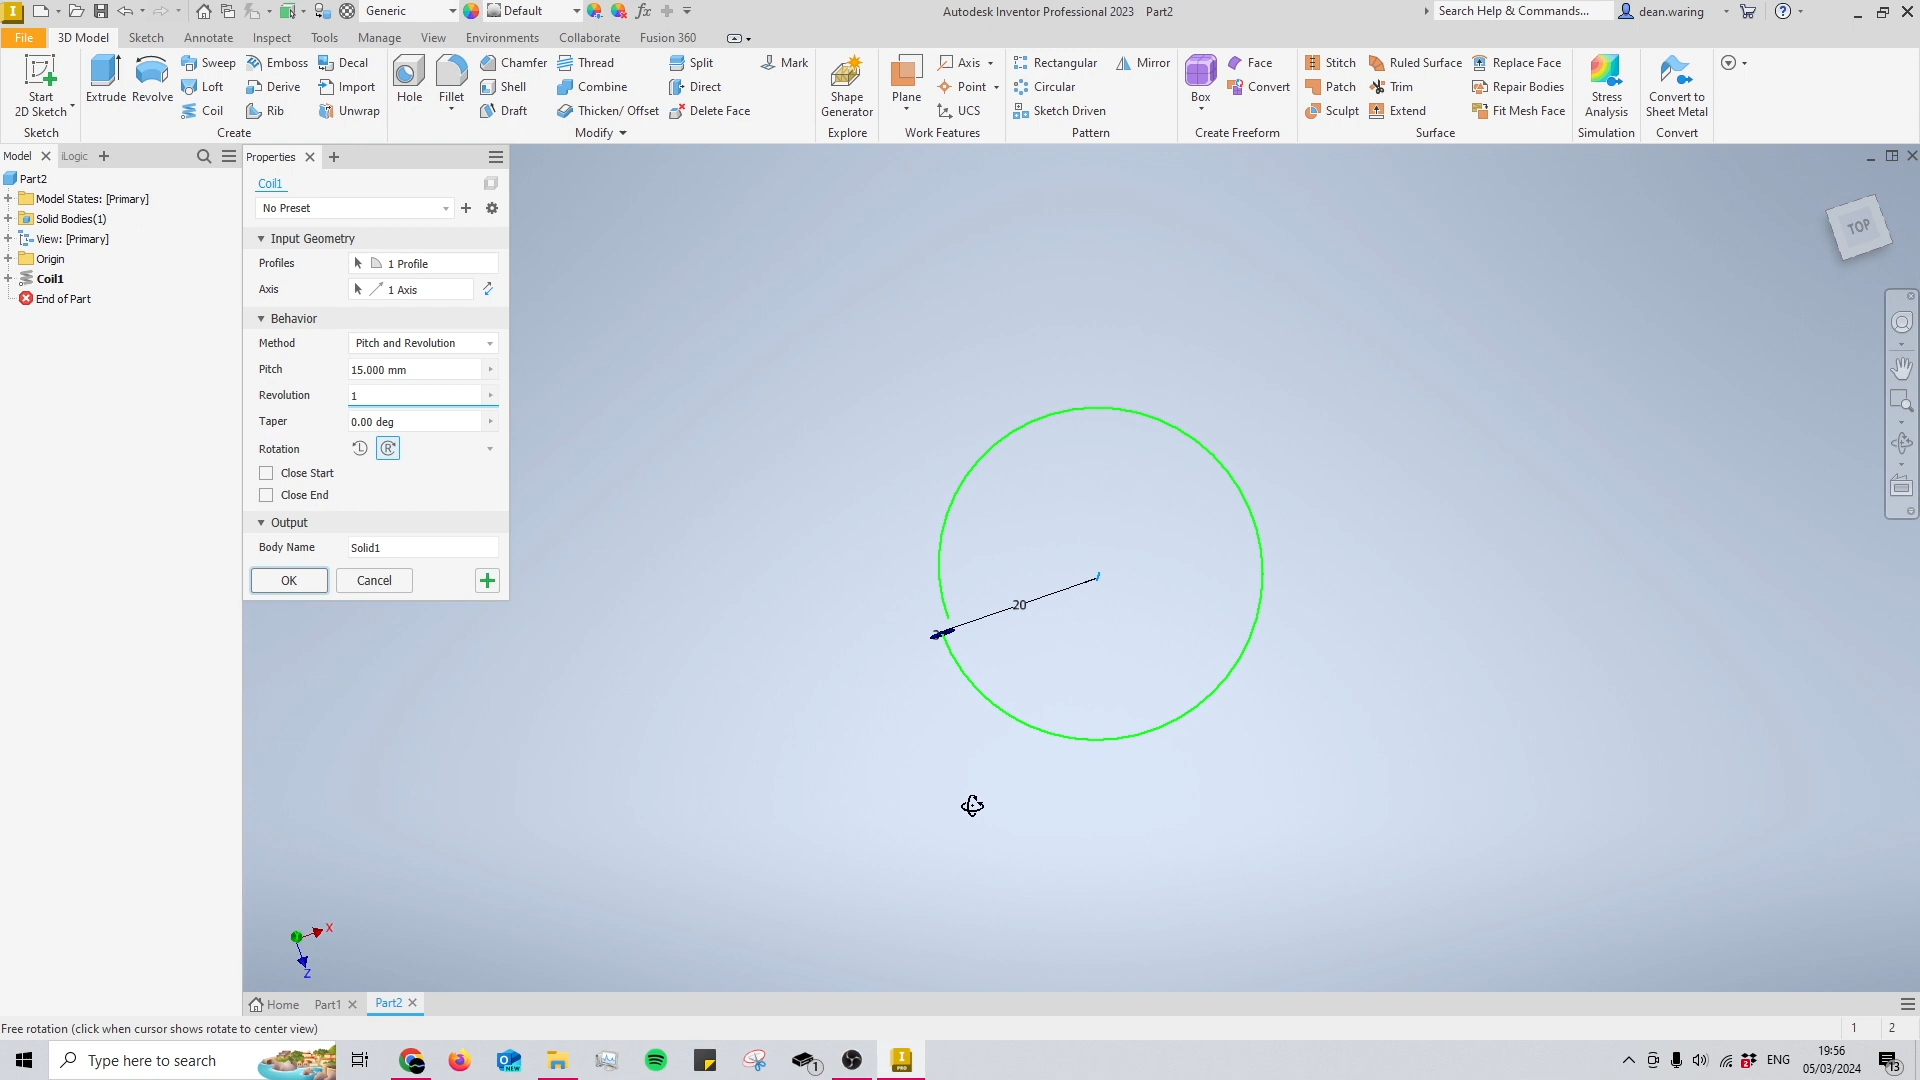 Generic
Default
fx
Autodesk Inventor Professional 2023 Part2
Search Help & Commands...
dean.waring
File 3D Model Sketch Annotate Inspect Tools Manage View Environments Collaborate Fusion 360
Start
2D Sketch
Sketch
Extrude
Revolve
Sweep
Loft
Coil
Emboss
Derive
Rib
Decal
Import
Unwrap
Create
Hole
Fillet
Chamfer
Shell
Draft
Thread
Combine
Thicken/ Offset
Split
Direct
Delete Face
Modify
Mark
Shape
Generator
Explore
Plane
Axis
Point
UCS
Work Features
Rectangular
Circular
Sketch Driven
Mirror
Pattern
Box
Face
Convert
Create Freeform
Stitch
Patch
Sculpt
Ruled Surface
Trim
Extend
Replace Face
Repair Bodies
Fit Mesh Face
Surface
Stress
Analysis
Simulation
Convert to
Sheet Metal
Convert
Model
iLogic
Part2
Model States: [Primary]
Solid Bodies(1)
View: [Primary]
Origin
Coil1
End of Part
Properties
Coil1
No Preset
Input Geometry
Profiles 1 Profile
Axis 1 Axis
Behavior
Method Pitch and Revolution
Pitch 15.000 mm
Revolution 1
Taper 0.00 deg
Rotation
Close Start
Close End
Output
Body Name Solid1
OK Cancel
TOP
20
X
Z
Home Part1 Part2
Free rotation (click when cursor shows rotate to center view)
1 2
Type here to search
ENG
19:56
05/03/2024
13